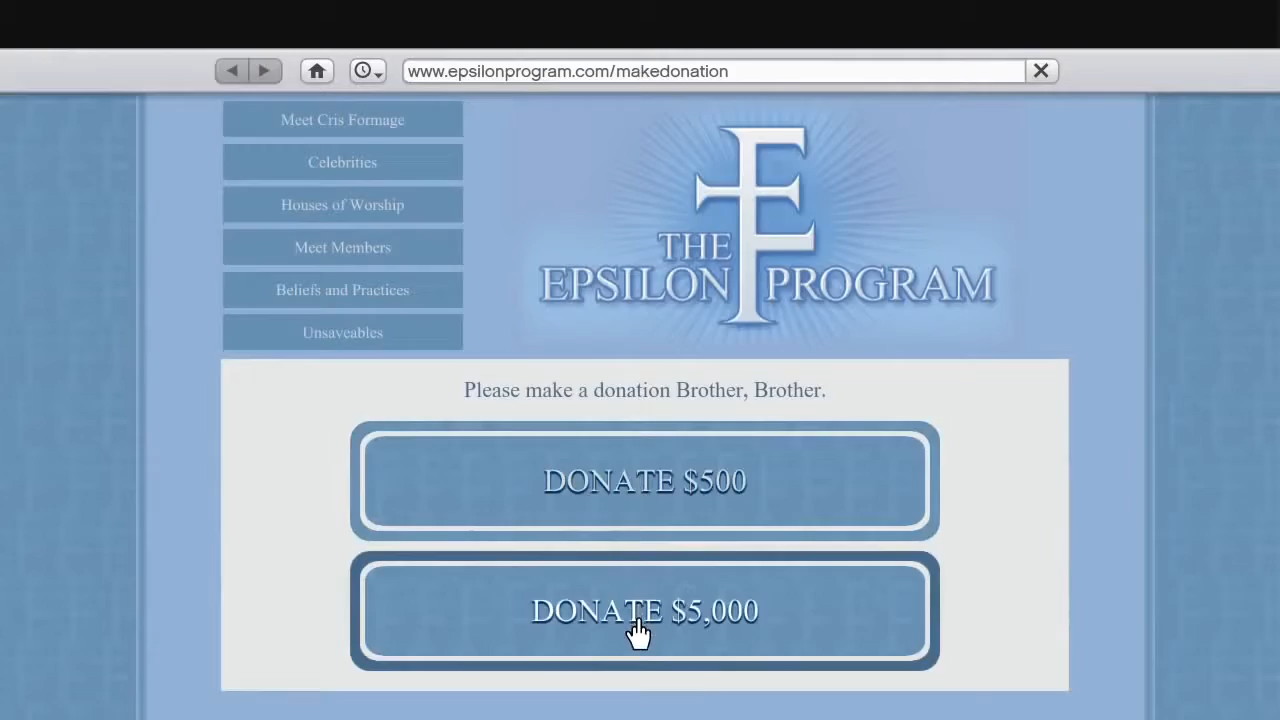 www.epsilonprogram.com/makedonation
Meet Cris Formage
Celebrities
Houses of Worship
Meet Members
Beliefs and Practices
Unsaveables
THE
EPSILON PROGRAM
Please make a donation Brother, Brother.
DONATE $500
DONATE $5,000